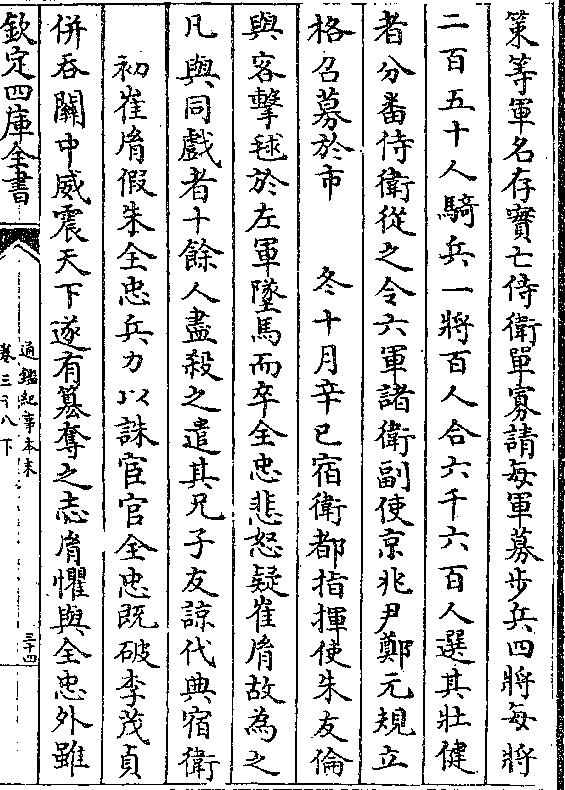 策等軍名存實亡侍衛單寡請每軍募步兵四將每將
二百五十人騎兵一將百人合六千六百人選其壯健
者分番侍衛從之令六軍諸衛副使京兆尹鄭元規立
格召募於市　冬十月辛巳宿衛都指揮使朱友倫
與客擊毬於左軍墜馬而卒全忠悲怒疑崔胤故為之
凡與同戲者十餘人盡殺之遣其兄子友諒代典宿衛
初崔胤假朱全忠兵力以誅宦官全忠既破李茂貞
併吞關中威震天下遂有簒奪之志胤懼與全忠外雖
欽定四庫全書
通鑑紀事本末
卷三十八下
三十四